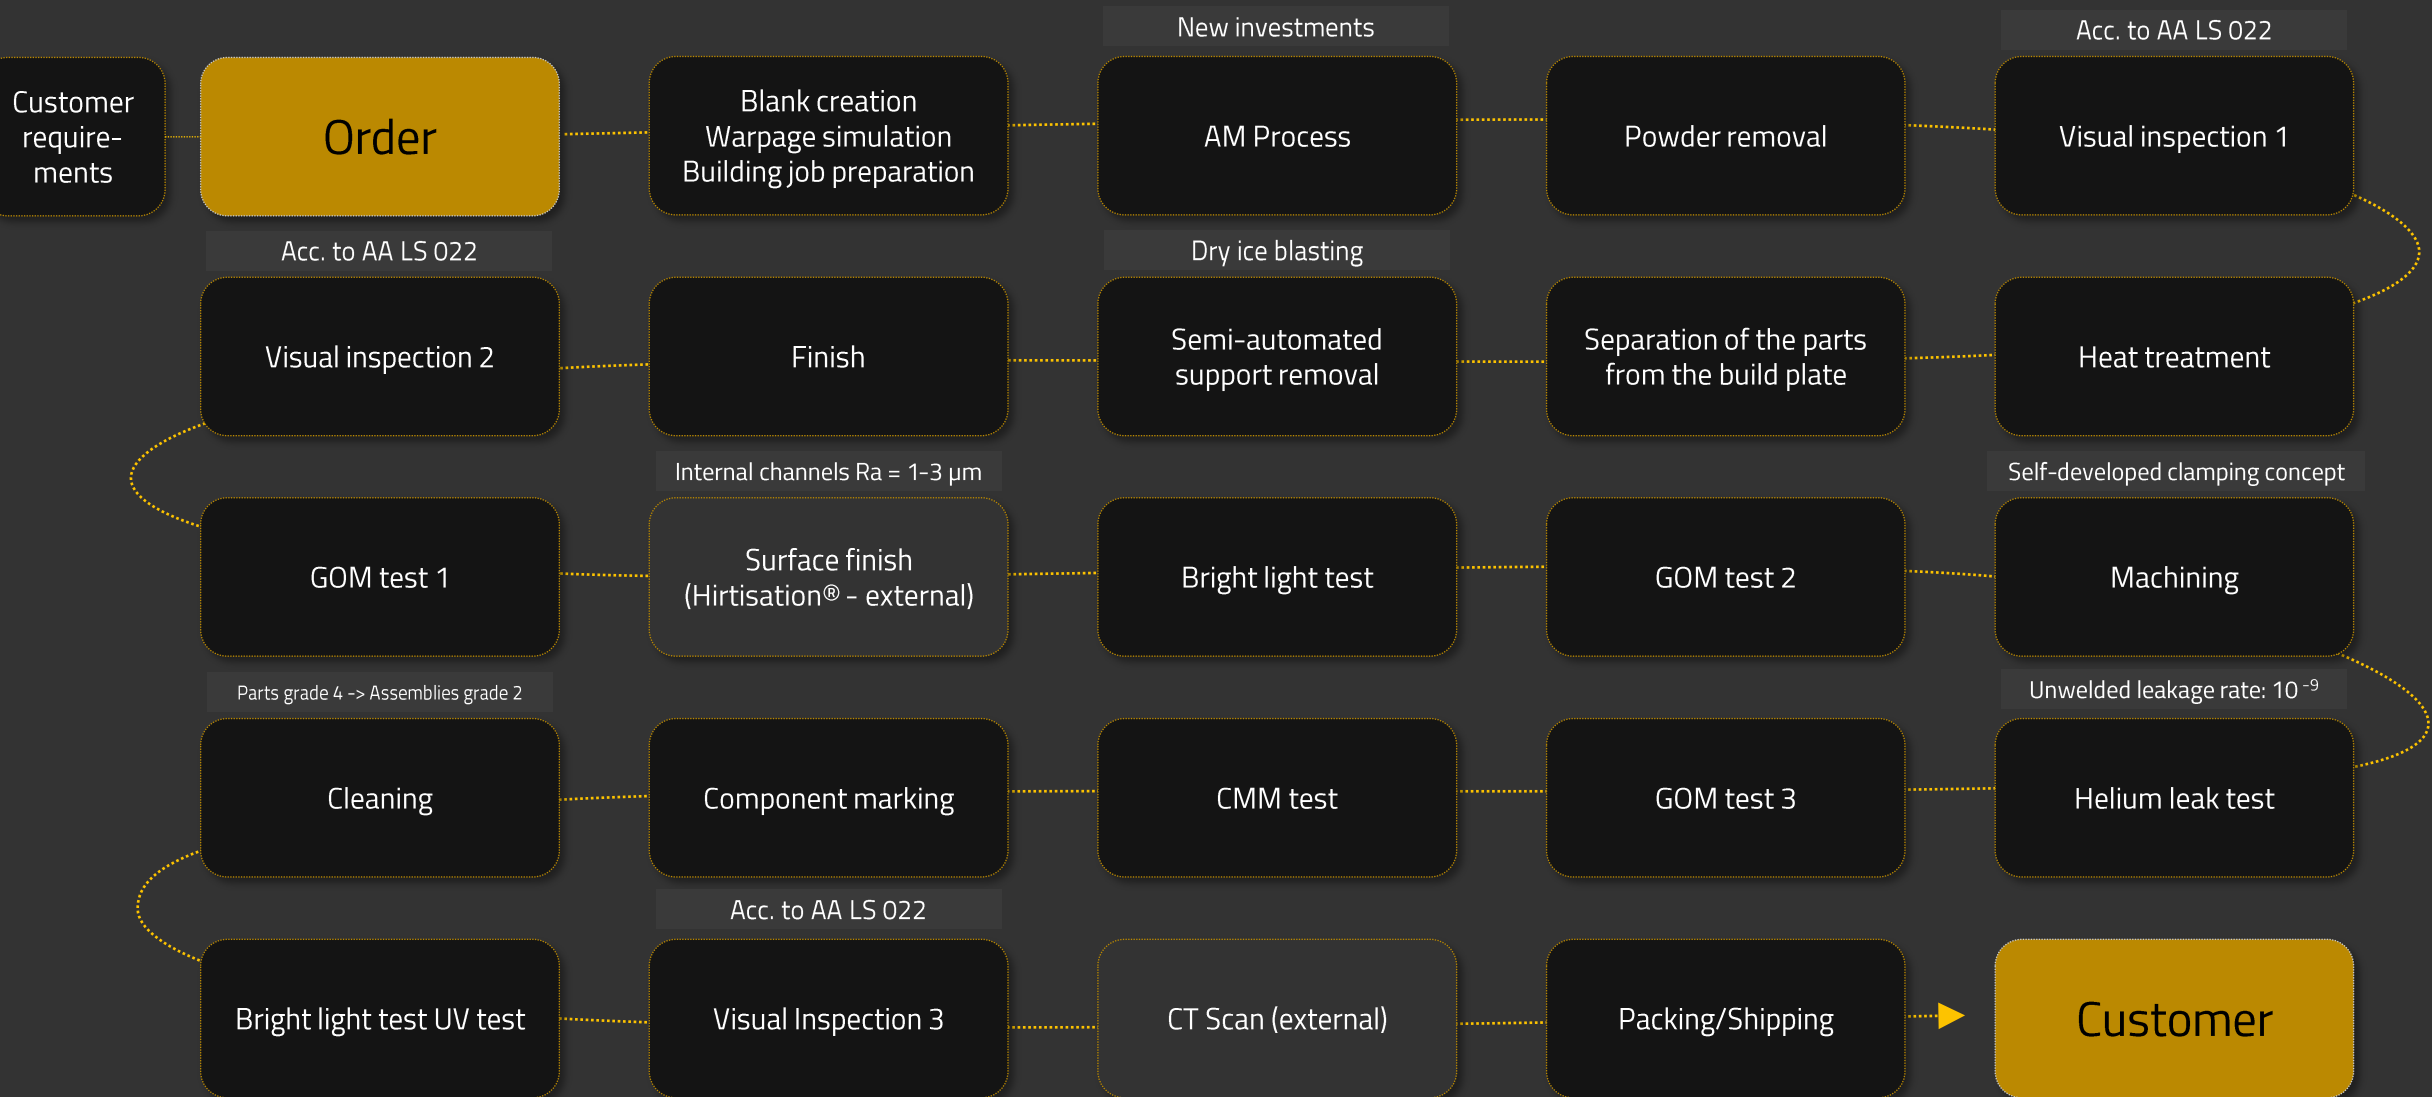 New investments
Acc. to AA LS 022
Customer
require-
ments
Order
Blank creation
Warpage simulation
Building job preparation
AM Process
Powder removal
Visual inspection 1
Acc. to AA LS 022
Dry ice blasting
Visual inspection 2
Finish
Semi-automated
support removal
Separation of the parts
from the build plate
Heat treatment
Internal channels Ra = 1-3 µm
Self-developed clamping concept
GOM test 1
Surface finish
(Hirtisation® - external)
Bright light test
GOM test 2
Machining
Parts grade 4 -> Assemblies grade 2
Unwelded leakage rate: 10⁻⁹
Cleaning
Component marking
CMM test
GOM test 3
Helium leak test
Acc. to AA LS 022
Bright light test UV test
Visual Inspection 3
CT Scan (external)
Packing/Shipping
Customer